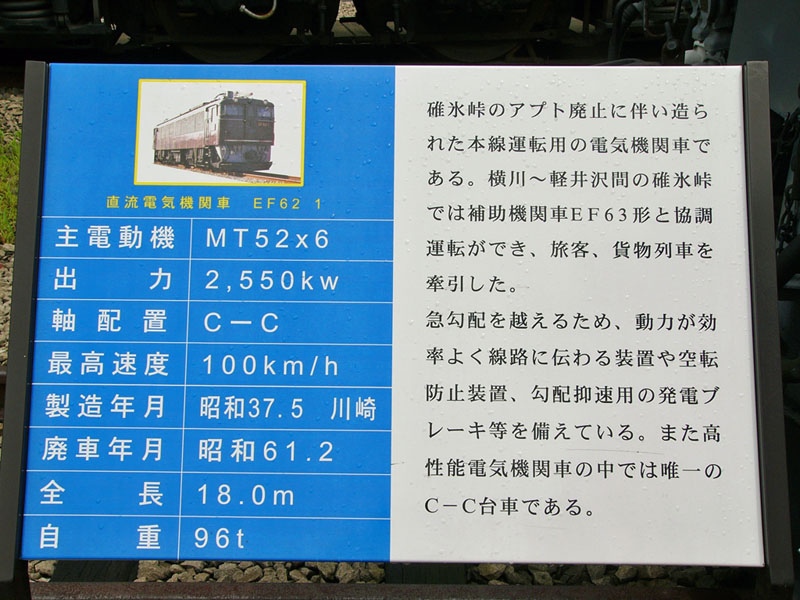 直流電気機関車 EF62 1
主電動機 MT52x6
出力 2,550kw
軸配置 C－C
最高速度 100km/h
製造年月 昭和37.5 川崎
廃車年月 昭和61.2
全長 18.0m
自重 96t
碓氷峠のアプト廃止に伴い造ら
れた本線運転用の電気機関車で
ある。横川～軽井沢間の碓氷峠
では補助機関車EF63形と協調
運転ができ、旅客、貨物列車を
牽引した。
急勾配を越えるため、動力が効
率よく線路に伝わる装置や空転
防止装置、勾配抑速用の発電ブ
レーキ等を備えている。また高
性能電気機関車の中では唯一の
C－C台車である。